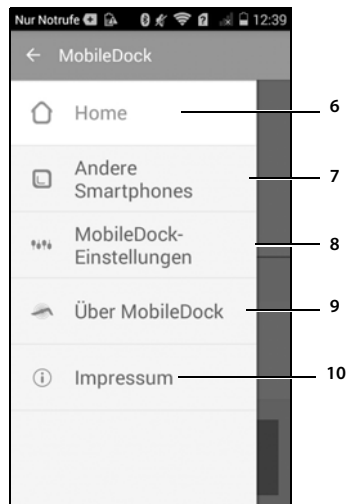 Nur Notrufe 12:39
MobileDock
Home 6
Andere
Smartphones 7
MobileDock-
Einstellungen 8
Über MobileDock 9
Impressum 10